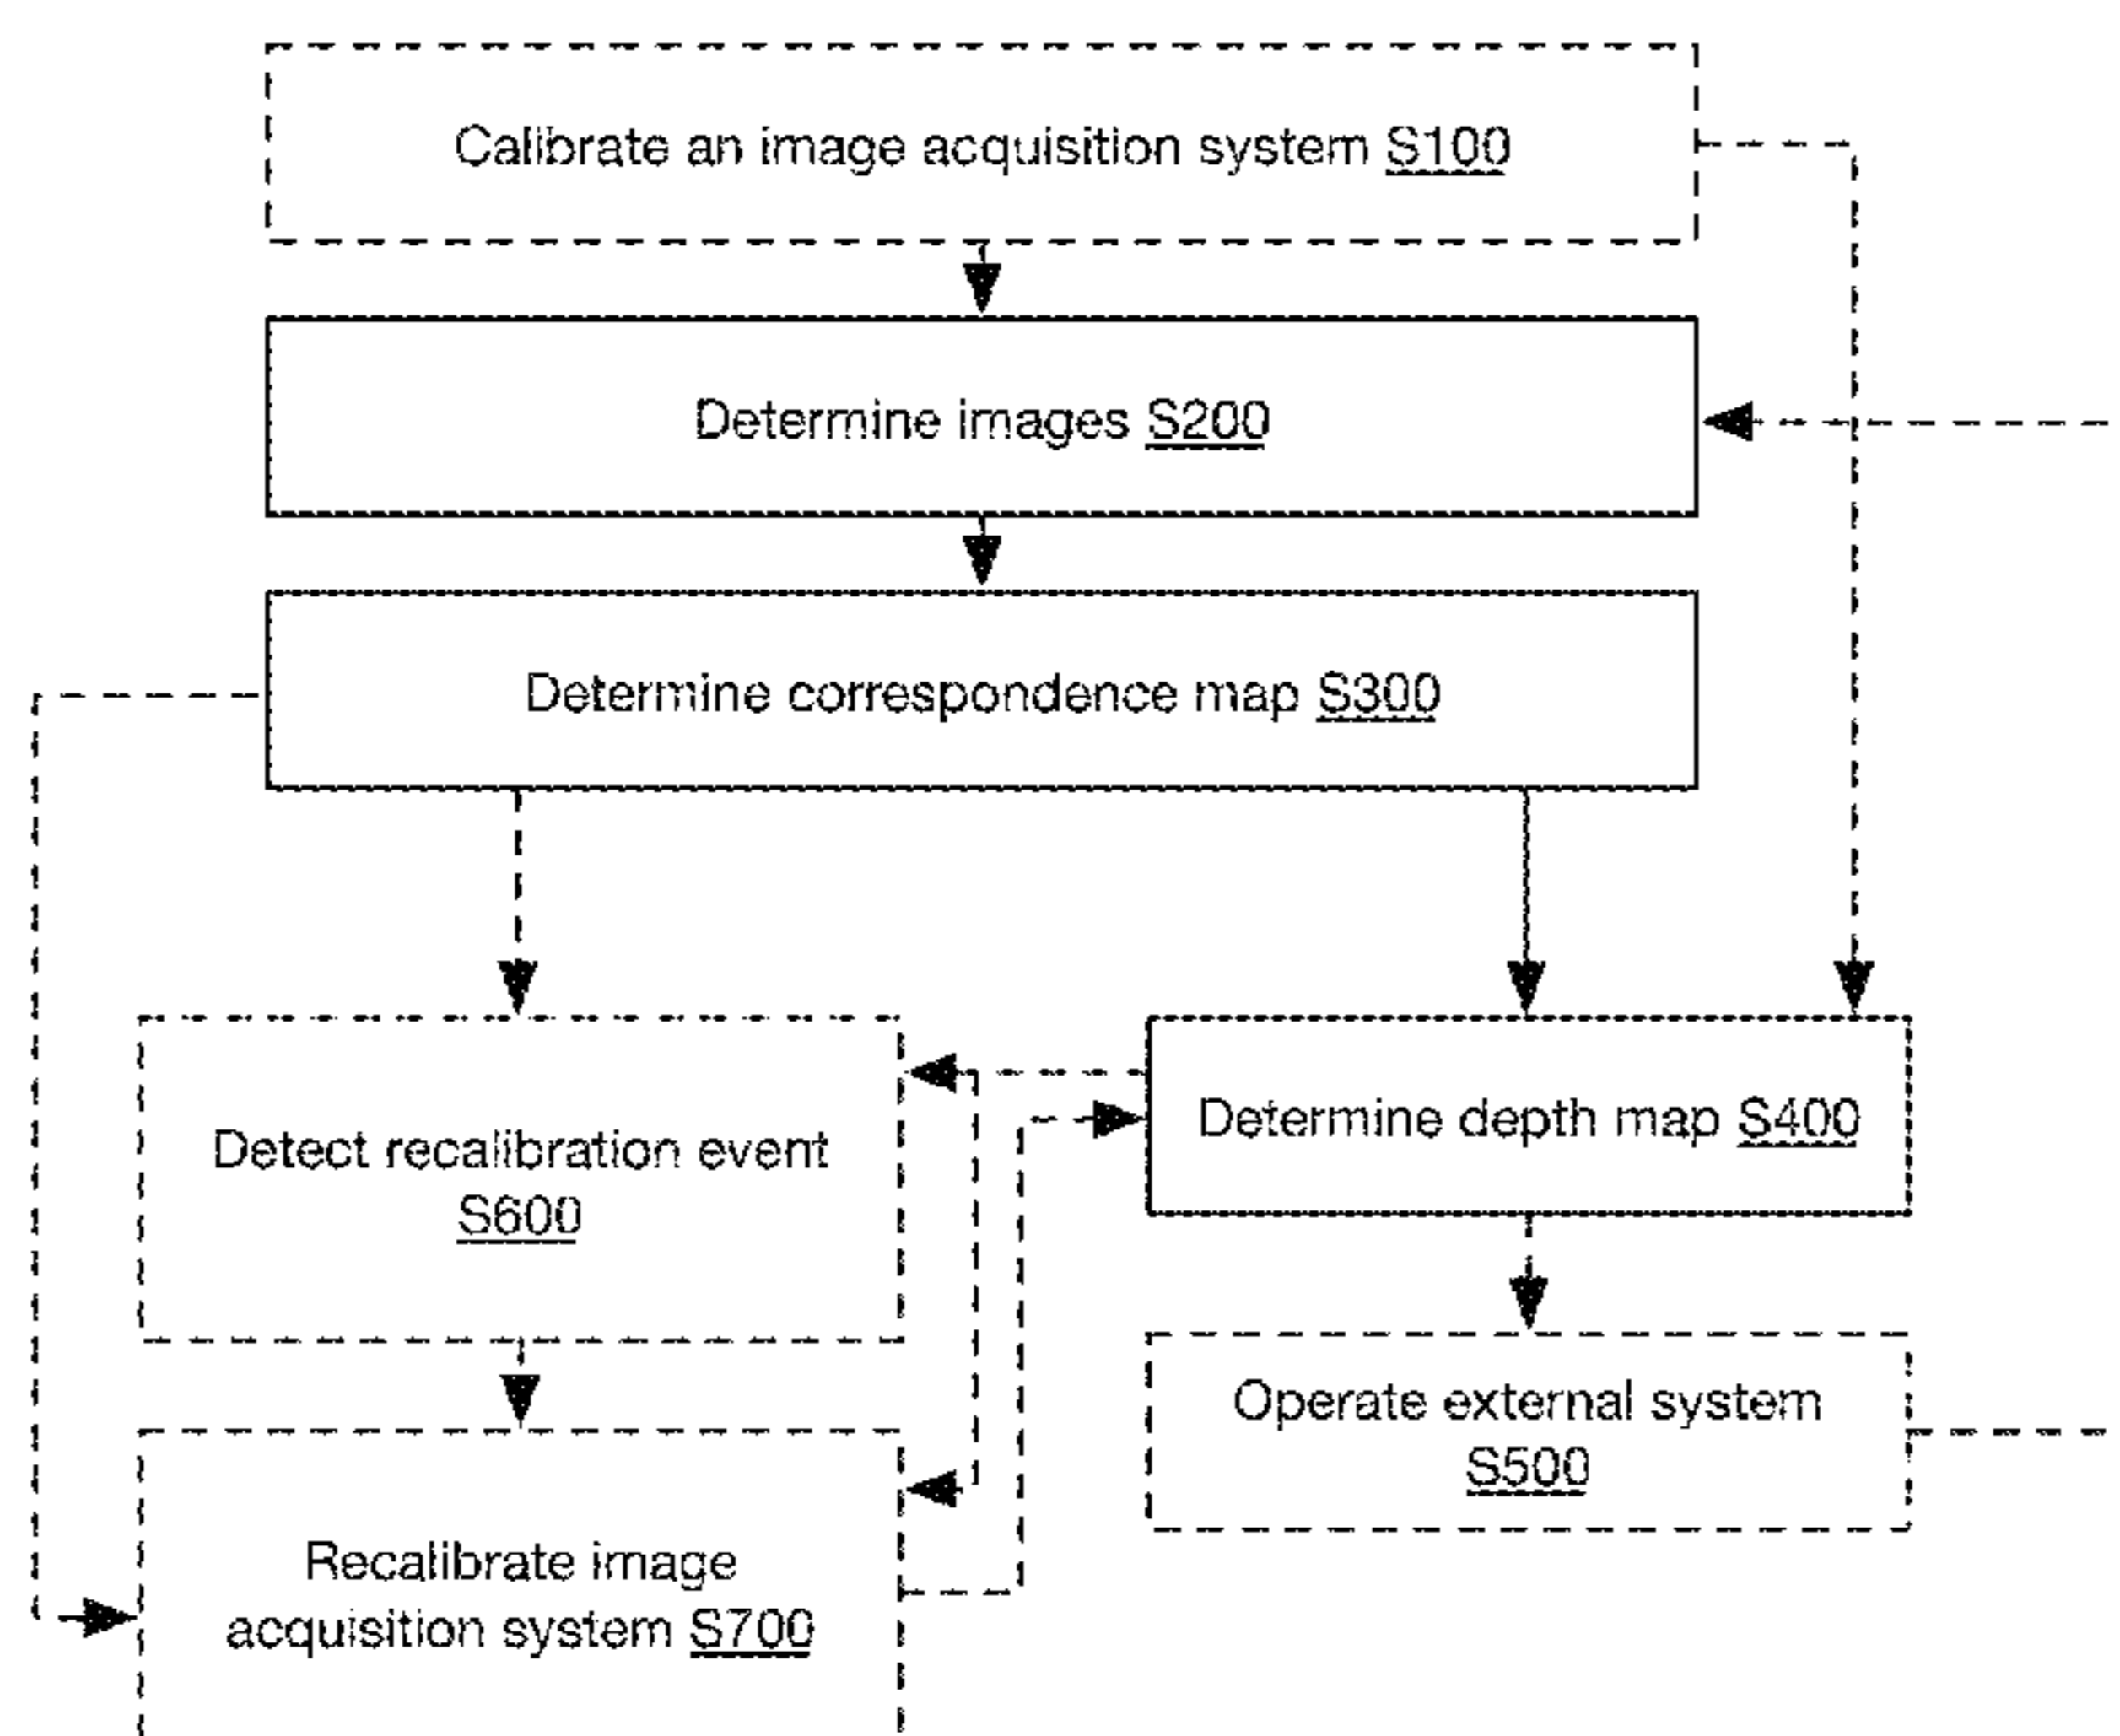 Calibrate an image acquisition system S100
Determine images S200
Determine correspondence map S300
Detect recalibration event
S600
Determine depth map S400
Operate external system
S500
Recalibrate image
acquisition system S700